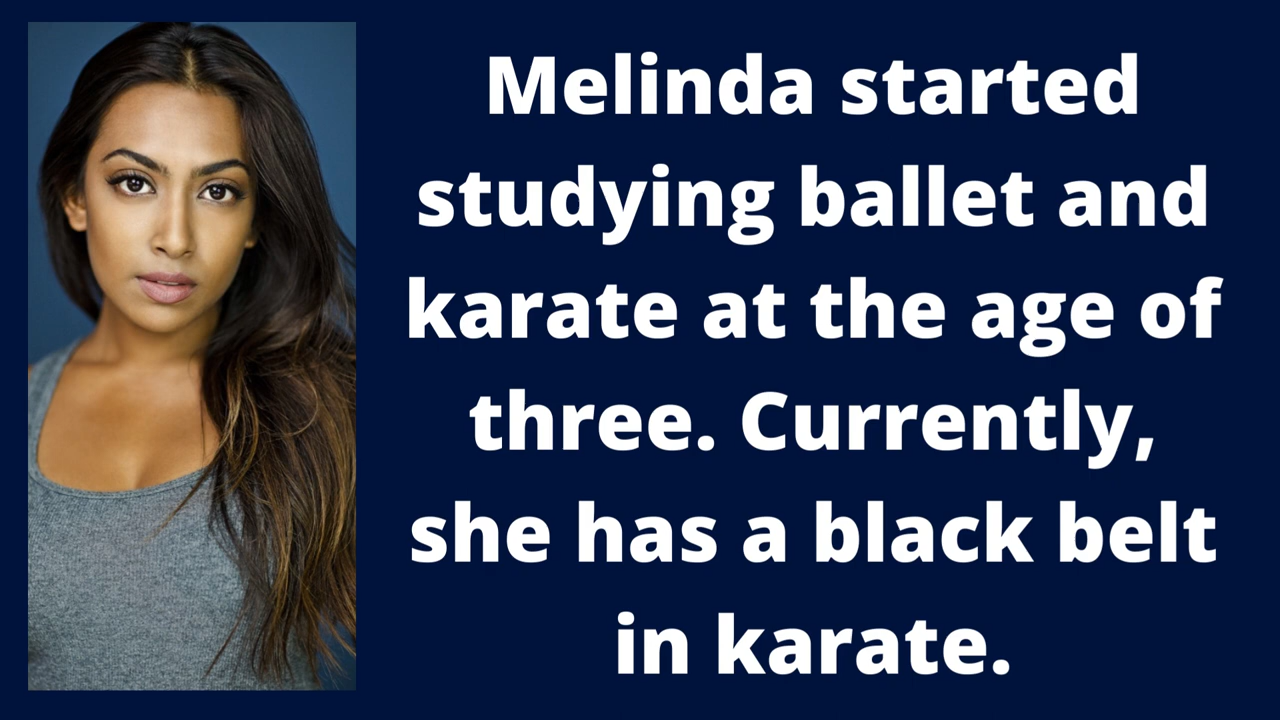 Melinda started
studying ballet and
karate at the age of
three. Currently,
she has a black belt
in karate.